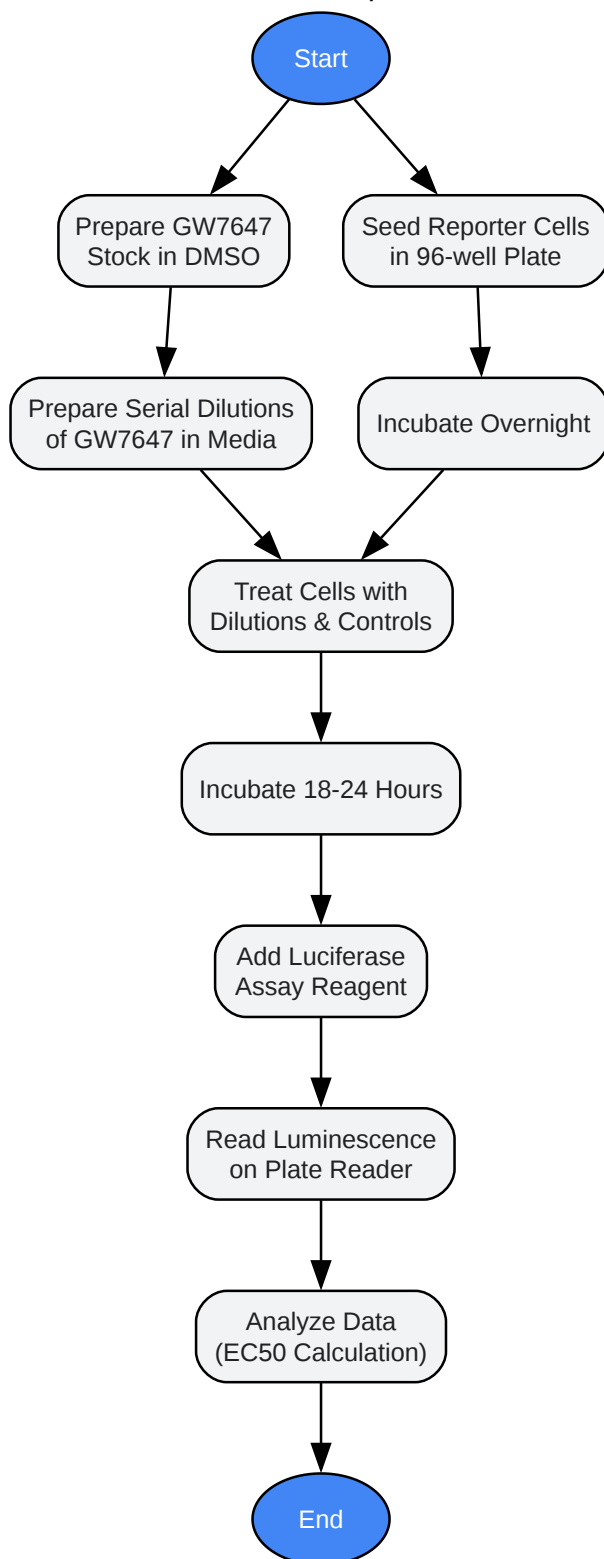 Start
Prepare GW7647
Stock in DMSO
Seed Reporter Cells
in 96-well Plate
Prepare Serial Dilutions
of GW7647 in Media
Incubate Overnight
Treat Cells with
Dilutions & Controls
Incubate 18-24 Hours
Add Luciferase
Assay Reagent
Read Luminescence
on Plate Reader
Analyze Data
(EC50 Calculation)
End